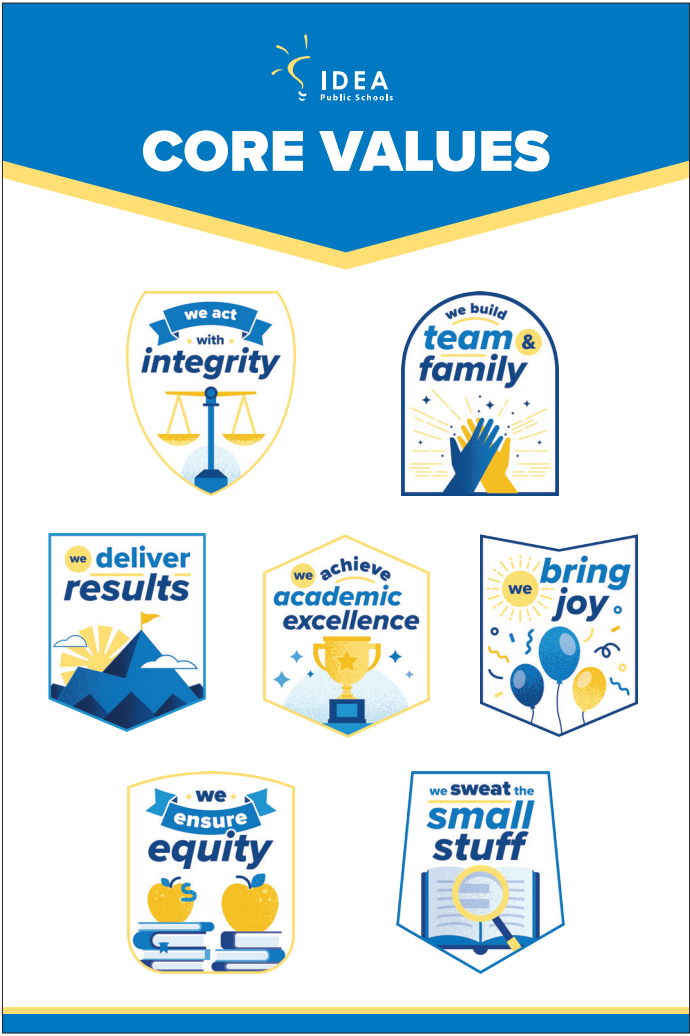 IDEA
Public Schools
CORE VALUES
we act
with
integrity
we build
team &
family
we deliver
results
we achieve
academic
excellence
we bring
joy
we
ensure
equity
we sweat the
small
stuff